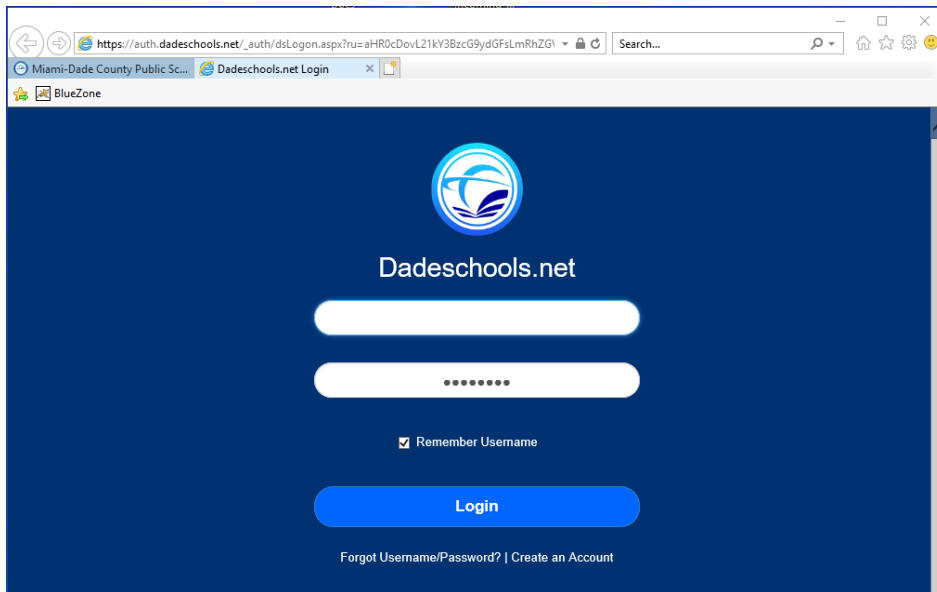 https://auth.dadeschools.net/_auth/dsLogon.aspx?ru=aHR0cDovL21kY3BzcG9ydGFsLmRhZGV Search...
Miami-Dade County Public Sc... Dadeschools.net Login
BlueZone
Dadeschools.net
Remember Username
Login
Forgot Username/Password? | Create an Account